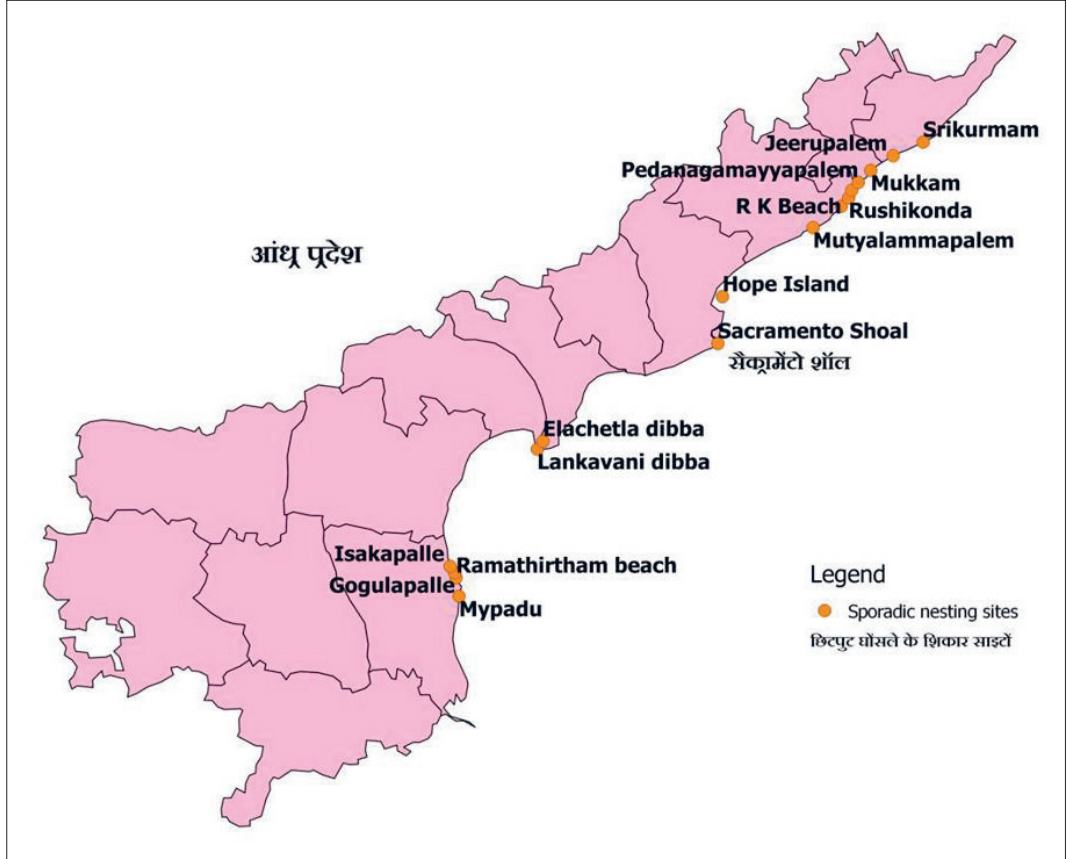 Srikurmam
Jeerupalem
Pedanagamayyapalem
Mukkam
R K Beach
Rushikonda
Mutyalammapalem
आंध्र प्रदेश
Hope Island
Sacramento Shoal
सैक्रामेंटो शॉल
Elachetla dibba
Lankavani dibba
Isakapalle
Ramathirtham beach
Gogulapalle
Mypadu
Legend
Sporadic nesting sites
छिटपुट घोंसले के शिकार साइटों